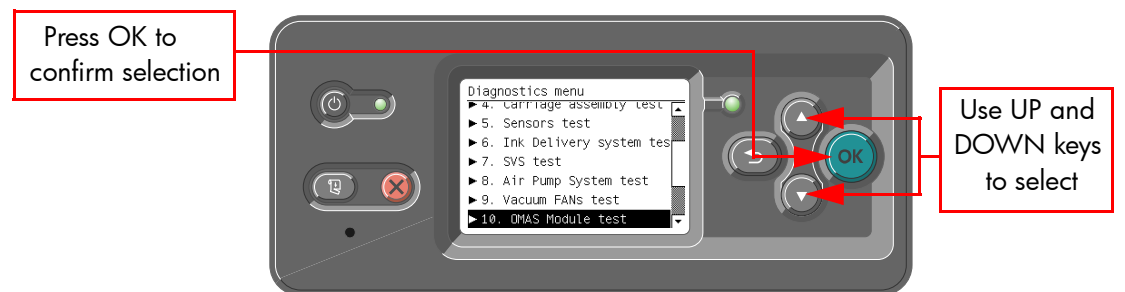 Press OK to
confirm selection
Diagnostics menu
▶ 4. Carriage assembly test
▶ 5. Sensors test
▶ 6. Ink Delivery system tes
▶ 7. SVS test
▶ 8. Air Pump System test
▶ 9. Vacuum FANs test
▶ 10. OMAS Module test
OK
Use UP and
DOWN keys
to select